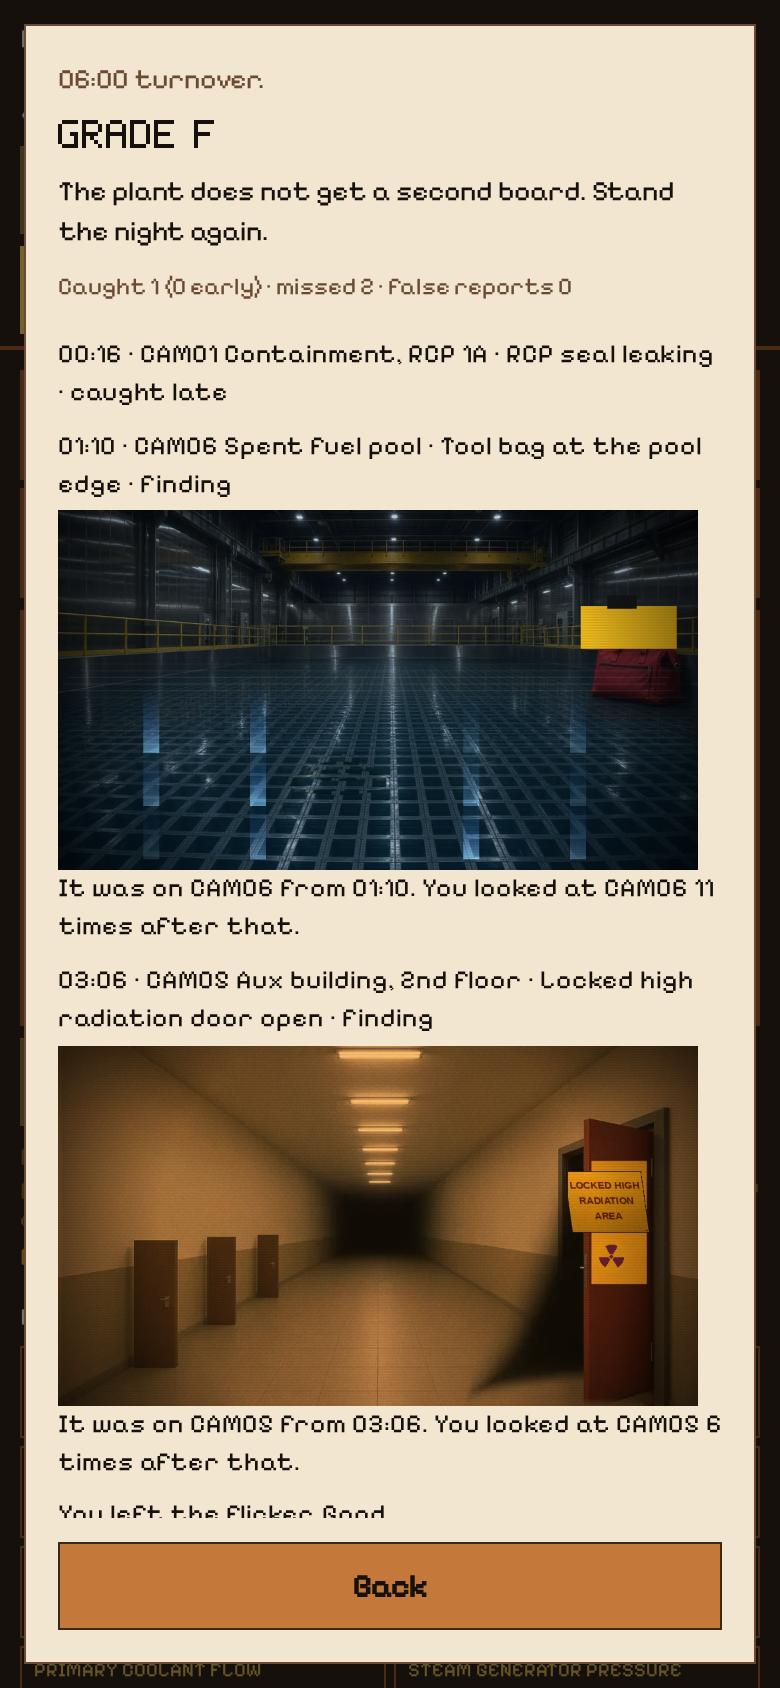 06:00 turnover.
GRADE F
The plant does not get a second board. Stand
the night again.
Caught 1 (0 early) · missed 2 · false reports 0
00:16 · CAM01 Containment, RCP 1A · RCP seal leaking
· caught late
01:10 · CAM06 Spent fuel pool · Tool bag at the pool
edge · finding
It was on CAM06 from 01:10. You looked at CAM06 11
times after that.
03:06 · CAM05 Aux building, 2nd floor · Locked high
radiation door open · finding
LOCKED HIGH
RADIATION
AREA
It was on CAM05 from 03:06. You looked at CAM05 6
times after that.
You left the flicker. Good
Back
PRIMARY COOLANT FLOW
STEAM GENERATOR PRESSURE